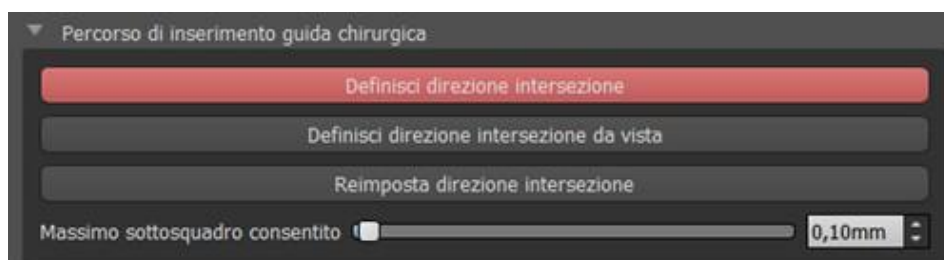 Percorso di inserimento guida chirurgica
Definisci direzione intersezione
Definisci direzione intersezione da vista
Reimposta direzione intersezione
Massimo sottosquadro consentito 0,10mm